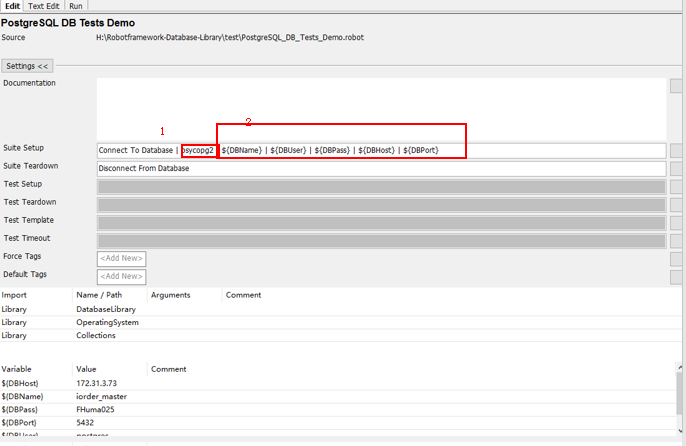 Edit Text Edit Run
PostgreSQL DB Tests Demo
Source H:\Robotframework-Database-Library\test\PostgreSQL_DB_Tests_Demo.robot
Settings <<
Documentation
1 2
Suite Setup Connect To Database | psycopg2 | ${DBName} | ${DBUser} | ${DBPass} | ${DBHost} | ${DBPort}
Suite Teardown Disconnect From Database
Test Setup
Test Teardown
Test Template
Test Timeout
Force Tags <Add New>
Default Tags <Add New>
Import Name / Path Arguments Comment
Library DatabaseLibrary
Library OperatingSystem
Library Collections
Variable Value Comment
${DBHost} 172.31.3.73
${DBName} iorder_master
${DBPass} FHuma025
${DBPort} 5432
${DBUser} postgres